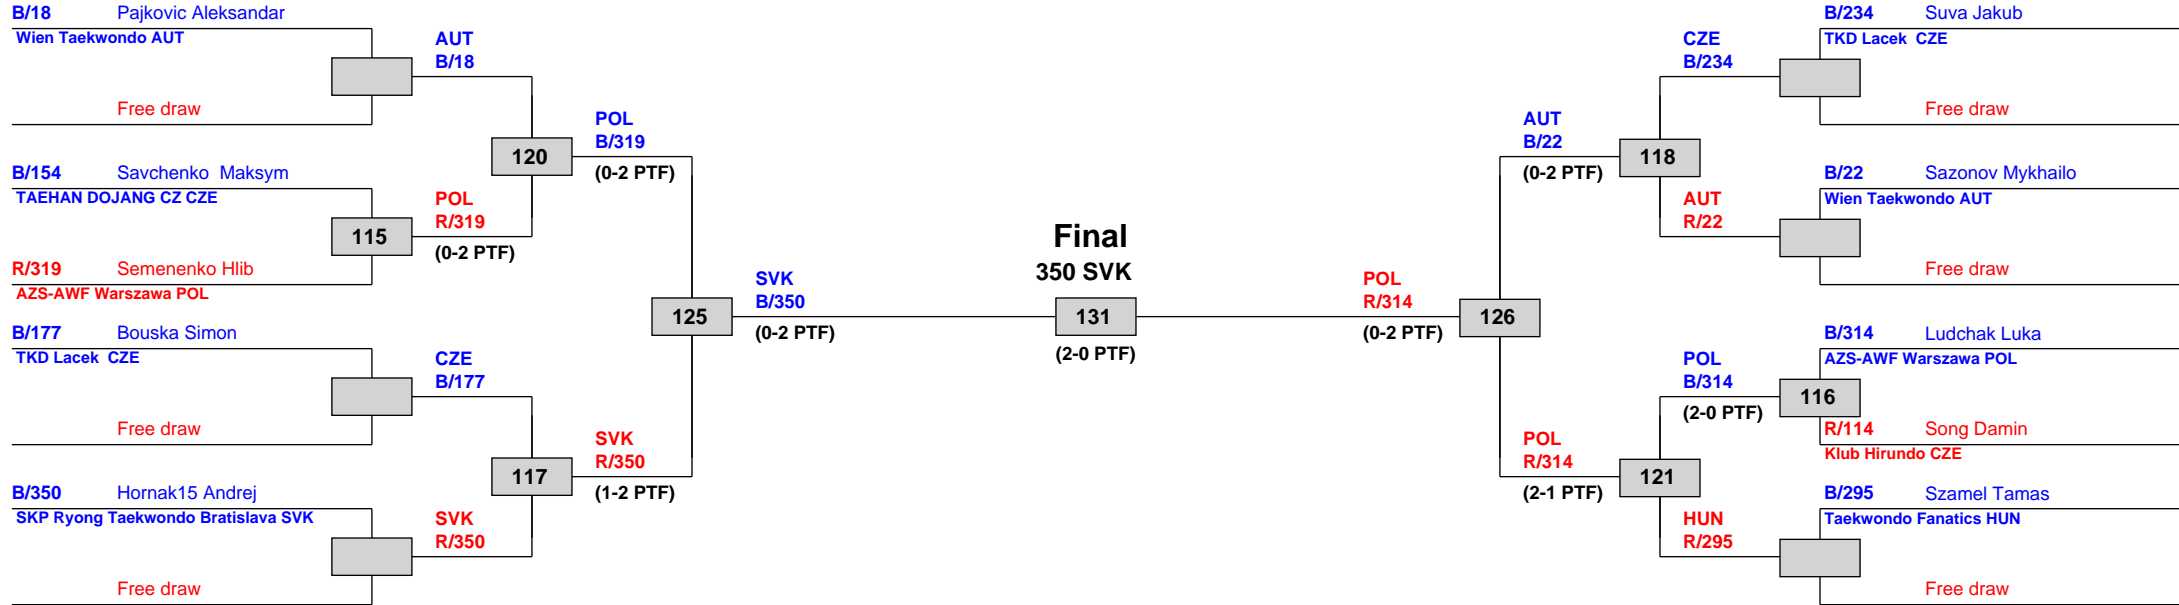 B/18 Pajkovic Aleksandar
Wien Taekwondo AUT
Free draw
AUT
B/18
B/154 Savchenko  Maksym
TAEHAN DOJANG CZ CZE
115
R/319 Semenenko Hlib
AZS-AWF Warszawa POL
POL
R/319
(0-2 PTF)
120
POL
B/319
(0-2 PTF)
B/177 Bouska Simon
TKD Lacek  CZE
Free draw
CZE
B/177
B/350 Hornak15 Andrej
SKP Ryong Taekwondo Bratislava SVK
Free draw
SVK
R/350
117
SVK
R/350
(1-2 PTF)
125
SVK
B/350
(0-2 PTF)
Final
350 SVK
131
(2-0 PTF)
POL
R/314
(0-2 PTF)
126
AUT
B/22
(0-2 PTF)
118
CZE
B/234
B/234 Suva Jakub
TKD Lacek  CZE
Free draw
AUT
R/22
B/22 Sazonov Mykhailo
Wien Taekwondo AUT
Free draw
POL
R/314
(2-1 PTF)
121
POL
B/314
(2-0 PTF)
B/314 Ludchak Luka
AZS-AWF Warszawa POL
116
R/114 Song Damin
Klub Hirundo CZE
HUN
R/295
B/295 Szamel Tamas
Taekwondo Fanatics HUN
Free draw